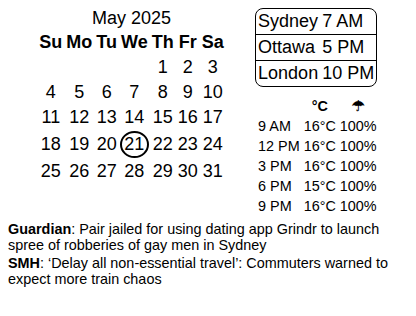 May 2025
Su Mo Tu We Th Fr Sa
1 2 3
4 5 6 7 8 9 10
11 12 13 14 15 16 17
18 19 20 21 22 23 24
25 26 27 28 29 30 31
Sydney 7 AM
Ottawa 5 PM
London 10 PM
°C ☂
9 AM 16°C 100%
12 PM 16°C 100%
3 PM 16°C 100%
6 PM 15°C 100%
9 PM 16°C 100%
Guardian: Pair jailed for using dating app Grindr to launch
spree of robberies of gay men in Sydney
SMH: ‘Delay all non-essential travel’: Commuters warned to
expect more train chaos